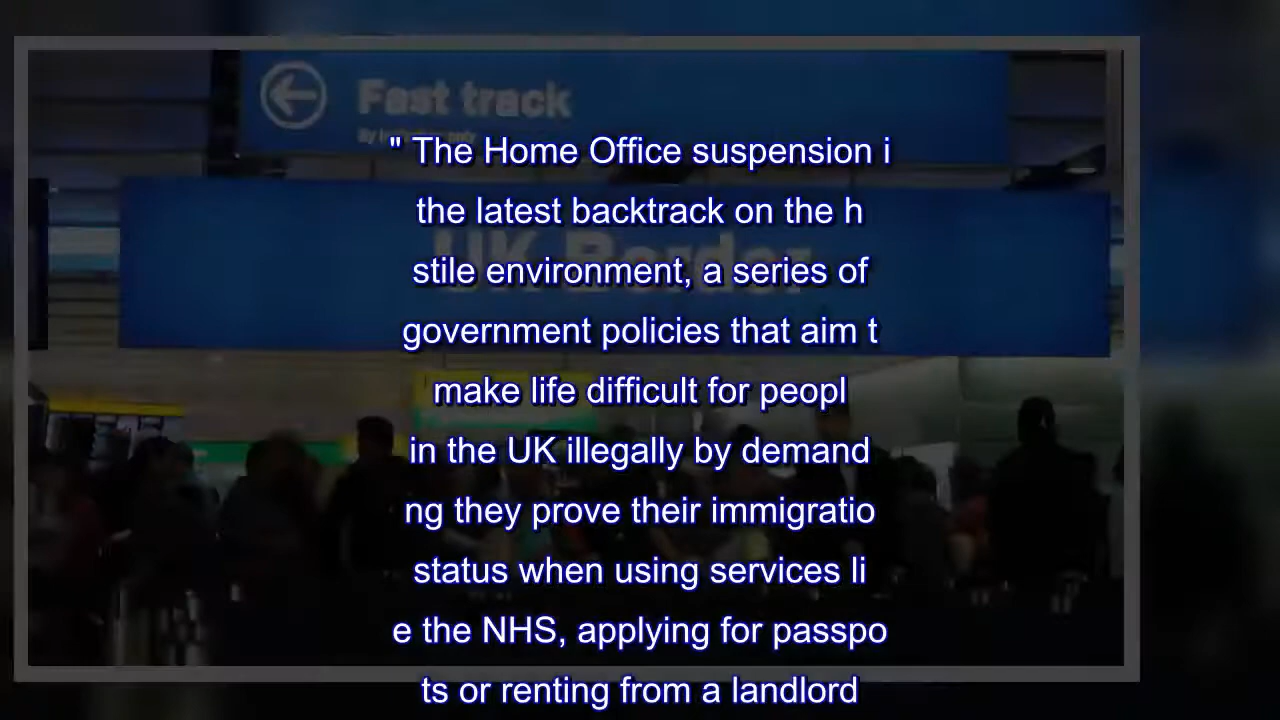 Fast track
UK Border
" The Home Office suspension i
the latest backtrack on the h
stile environment, a series of
government policies that aim t
make life difficult for peopl
in the UK illegally by demand
ng they prove their immigratio
status when using services li
e the NHS, applying for passpo
ts or renting from a landlord